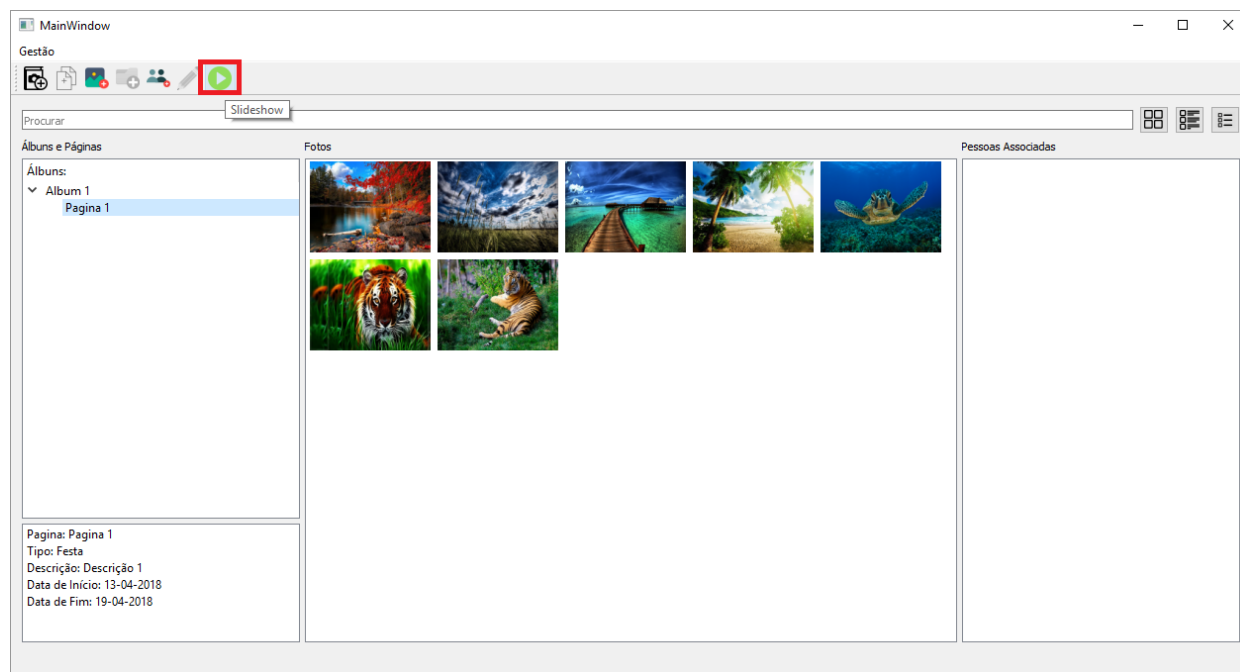 MainWindow
Gestão
Slideshow
Procurar
Álbuns e Páginas
Fotos
Pessoas Associadas
Álbuns:
Album 1
Pagina 1
Pagina: Pagina 1
Tipo: Festa
Descrição: Descrição 1
Data de Início: 13-04-2018
Data de Fim: 19-04-2018